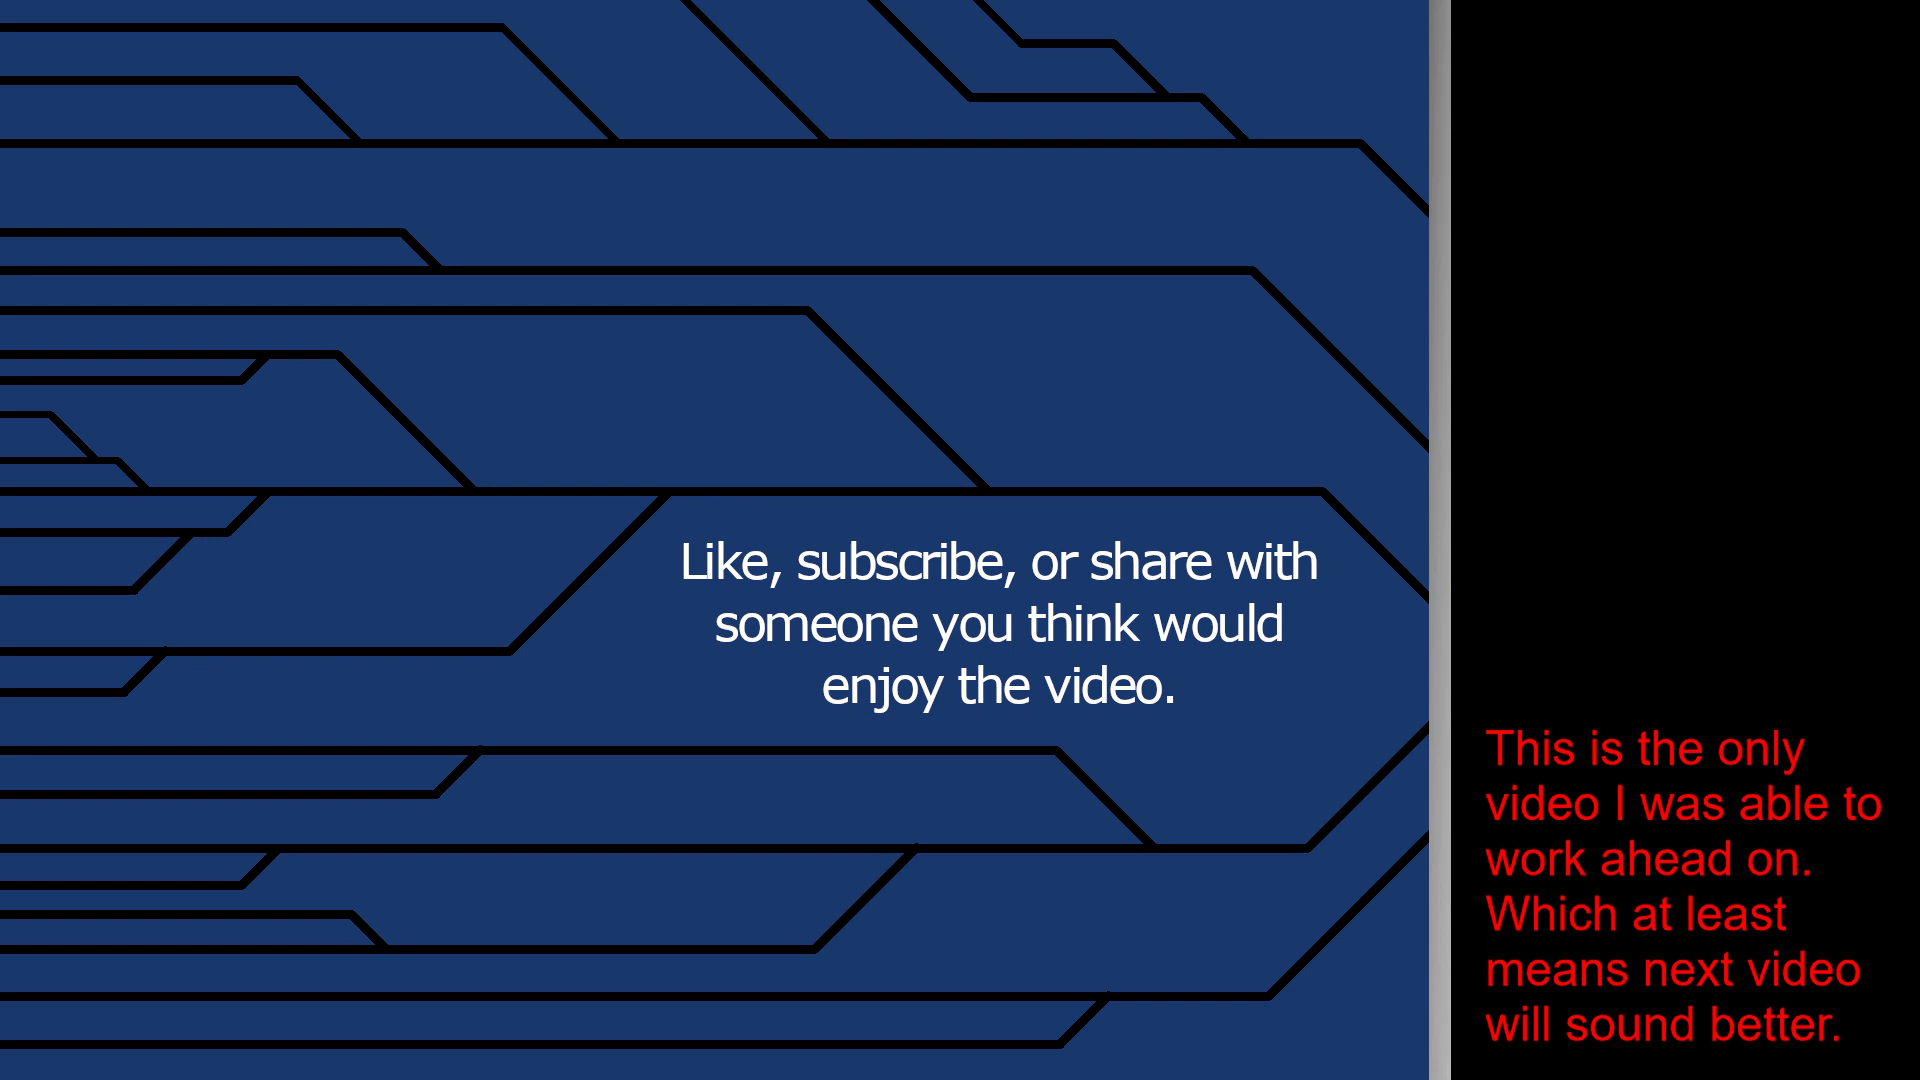 Like, subscribe, or share with
someone you think would
enjoy the video.
This is the only
video I was able to
work ahead on.
Which at least
means next video
will sound better.